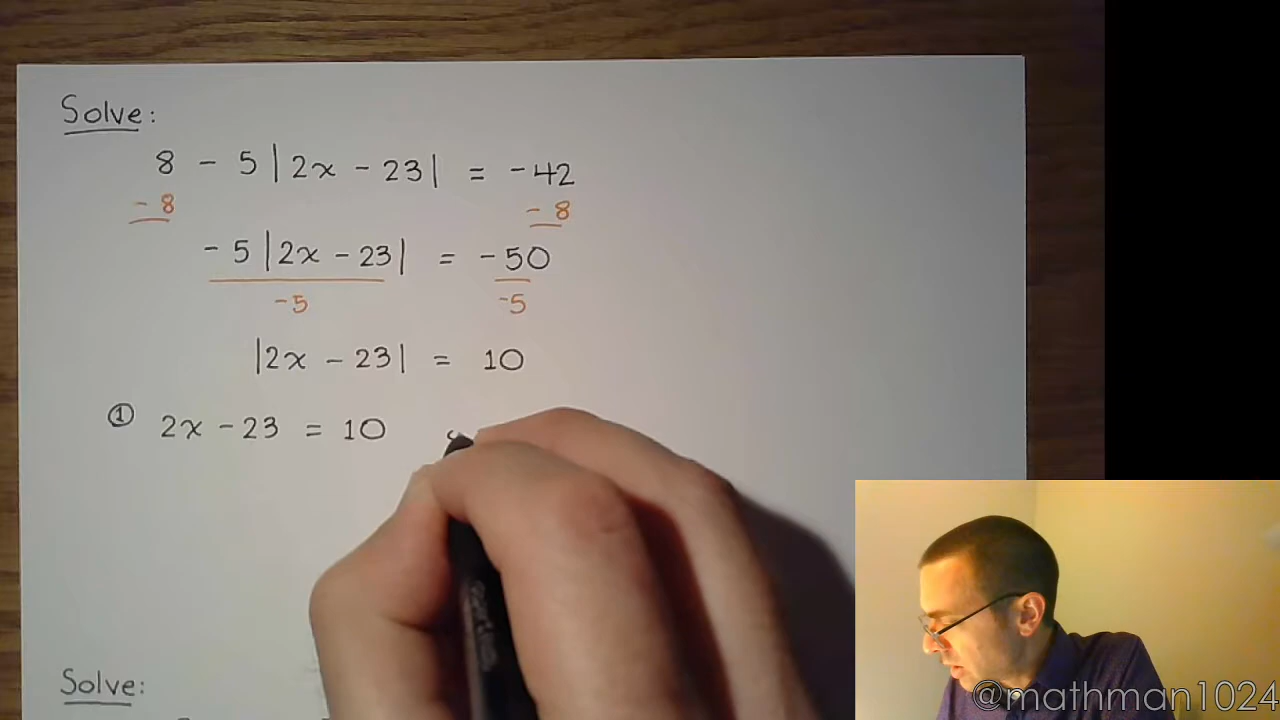 Solve:
8 - 5|2x - 23| = -42
- 8 - 8
- 5|2x - 23| = - 50
-5 -5
|2x - 23| = 10
① 2x - 23 = 10
Solve:
@mathman1024